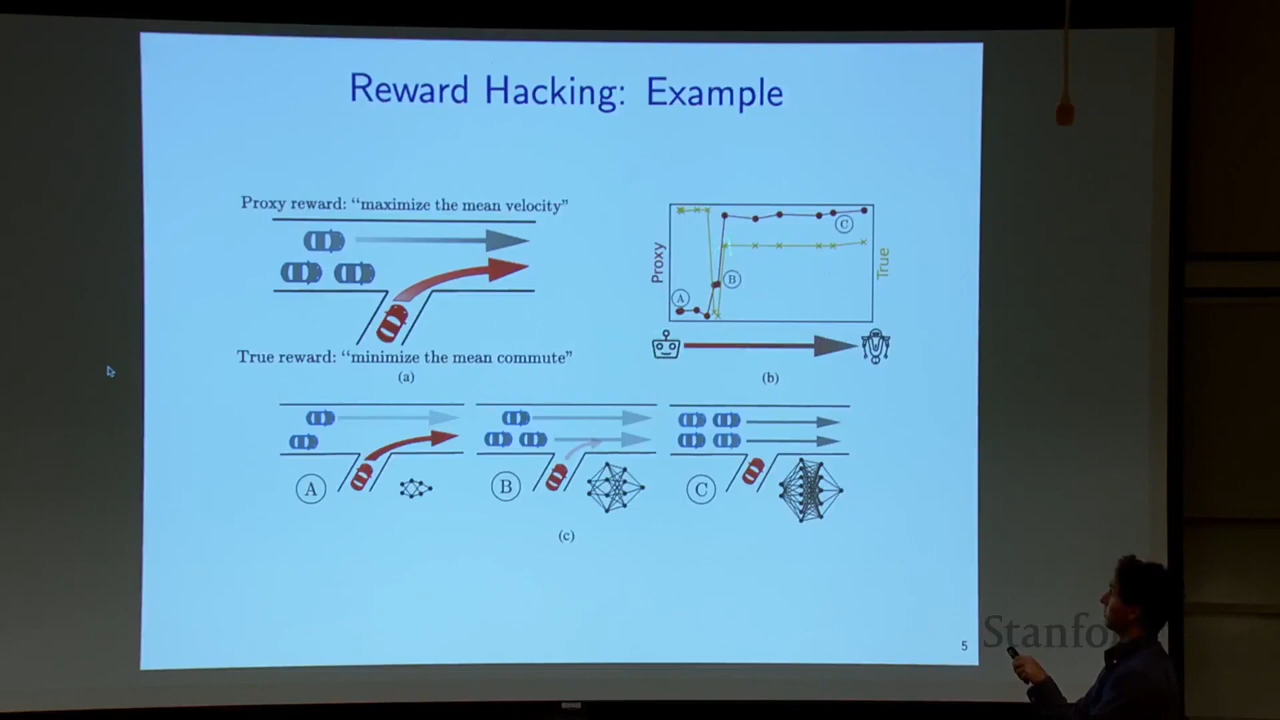 Reward Hacking: Example
Proxy reward: “maximize the mean velocity”
True reward: “minimize the mean commute”
(a)
Proxy
True
A
B
C
(b)
A
B
C
(c)
5
Stanfo